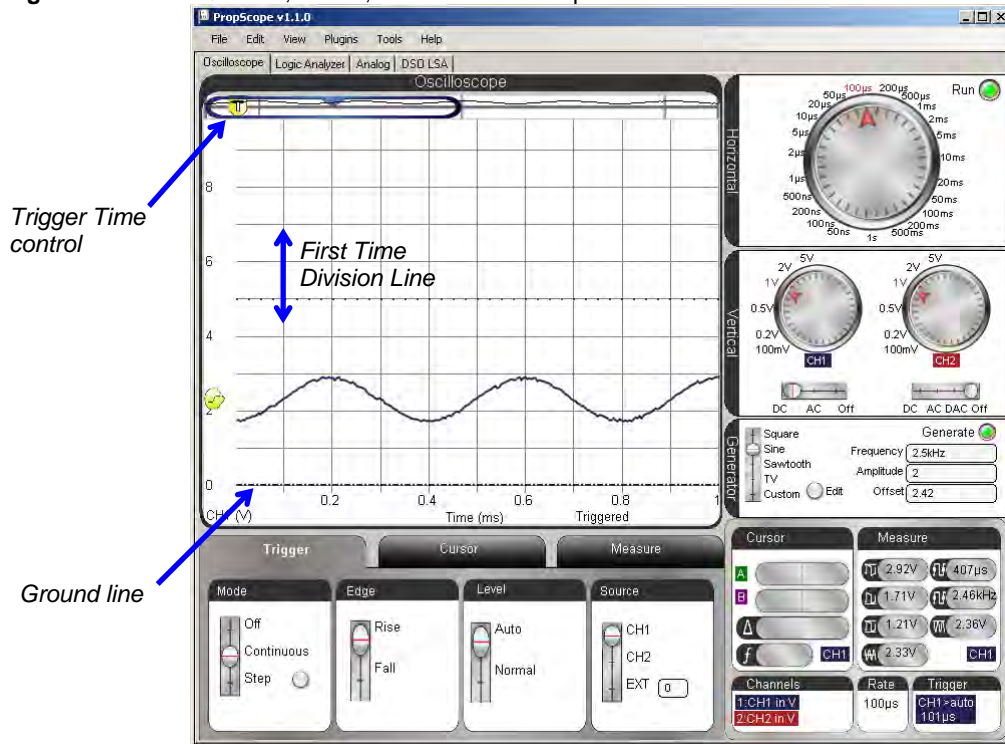 PropScope v1.1.0
File Edit View Plugins Tools Help
Oscilloscope Logic Analyzer Analog DSO LSA
Oscilloscope
T
8
6
4
2
0
0.2 0.4 0.6 0.8 1
CH1 (V) Time (ms) Triggered
Trigger Time
control
First Time
Division Line
Ground line
Horizontal
Run
50ns 100ns 200ns 500ns 1µs 2µs 5µs 10µs 20µs 50µs 100µs 200µs 500µs 1ms 2ms 5ms 10ms 20ms 50ms 100ms 200ms 500ms 1s
Vertical
5V
2V
1V
0.5V
0.2V
100mV
CH1
DC AC Off
5V
2V
0.5V
0.2V
100mV
CH2
DC AC DAC Off
Generator
Square
Sine
Sawtooth
TV
Custom Edit
Generate
Frequency 2.5kHz
Amplitude 2
Offset 2.42
Trigger Cursor Measure
Mode
Off
Continuous
Step
Edge
Rise
Fall
Level
Auto
Normal
Source
CH1
CH2
EXT 0
Cursor
A
B
Δ
f CH1
Measure
2.92V 407µs
1.71V 2.46kHz
1.21V 2.36V
2.33V CH1
Channels
1:CH1 in V
2:CH2 in V
Rate
100µs
Trigger
CH1>auto
101µs